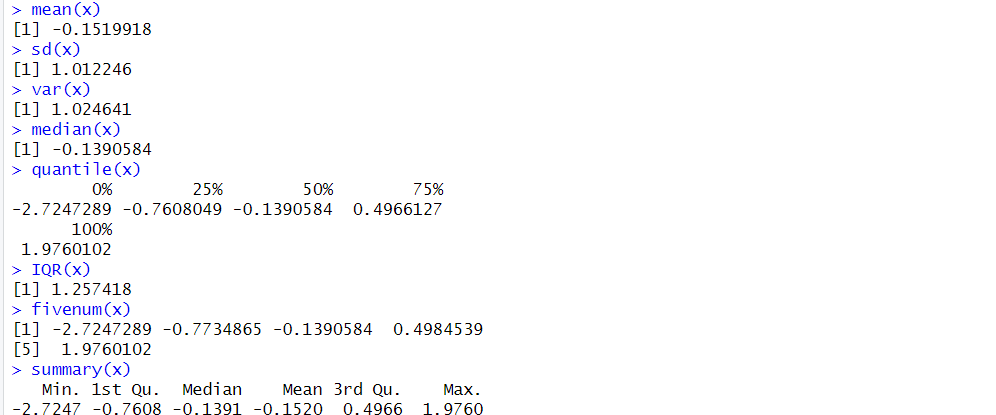 > mean(x)
[1] -0.1519918
> sd(x)
[1] 1.012246
> var(x)
[1] 1.024641
> median(x)
[1] -0.1390584
> quantile(x)
0% 25% 50% 75%
-2.7247289 -0.7608049 -0.1390584 0.4966127
100%
1.9760102
> IQR(x)
[1] 1.257418
> fivenum(x)
[1] -2.7247289 -0.7734865 -0.1390584 0.4984539
[5] 1.9760102
> summary(x)
Min. 1st Qu. Median Mean 3rd Qu. Max.
-2.7247 -0.7608 -0.1391 -0.1520 0.4966 1.9760